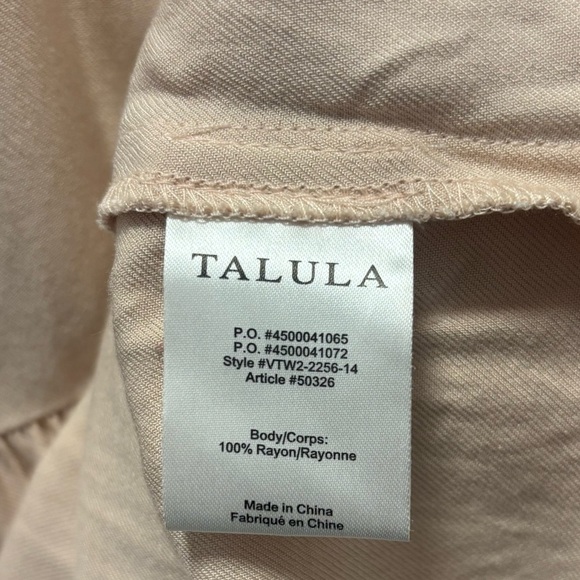 TALULA
P.O. #4500041065
P.O. #4500041072
Style #VTW2-2256-14
Article #50326
Body/Corps:
100% Rayon/Rayonne
Made in China
Fabriqué en Chine